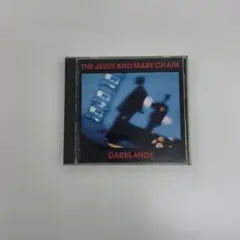 THE JESUS AND MARY CHAIN
DARKLANDS